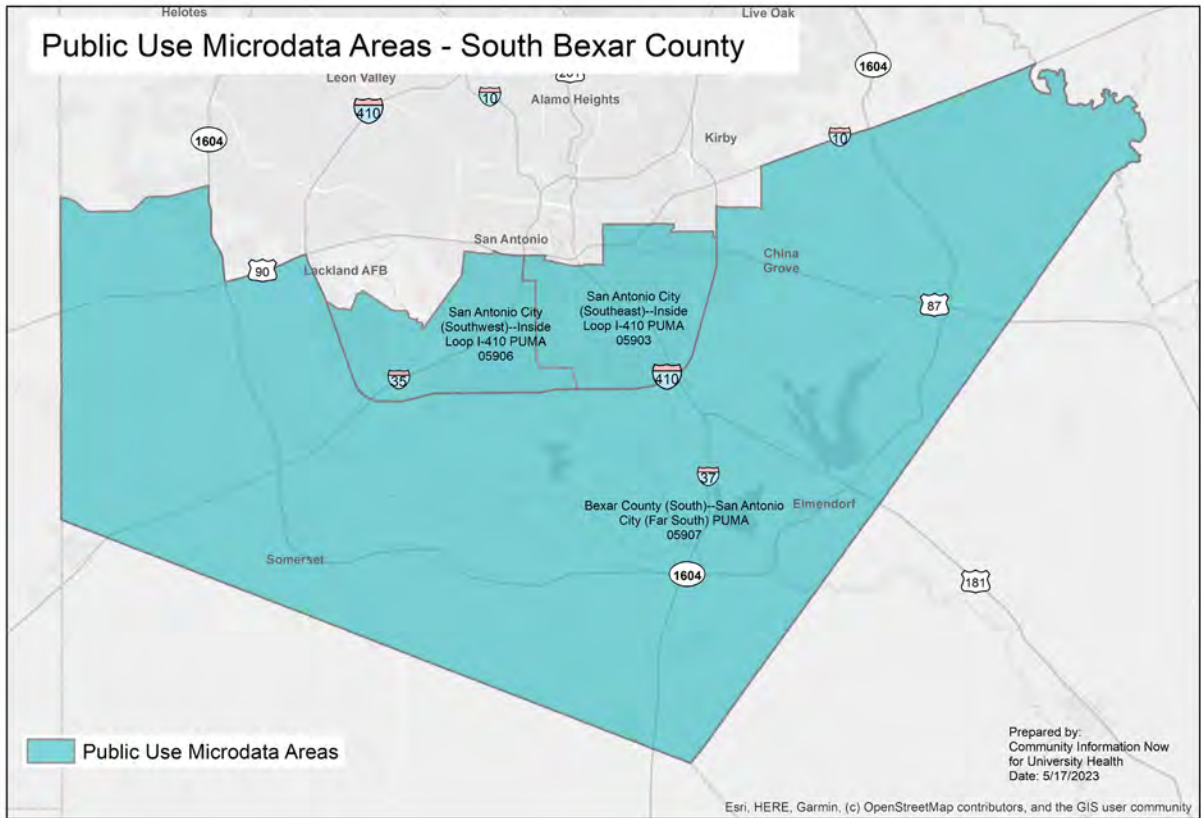 Helotes
Live Oak
Public Use Microdata Areas - South Bexar County
1604
Leon Valley
281
10
Alamo Heights
410
1604
Kirby
10
San Antonio
China
Grove
90
Lackland AFB
San Antonio City
(Southwest)--Inside
Loop I-410 PUMA
05906
San Antonio City
(Southeast)--Inside
Loop I-410 PUMA
05903
87
35
410
37
Bexar County (South)--San Antonio
City (Far South) PUMA
05907
Elmendorf
Somerset
1604
181
Public Use Microdata Areas
Prepared by:
Community Information Now
for University Health
Date: 5/17/2023
Esri, HERE, Garmin, (c) OpenStreetMap contributors, and the GIS user community